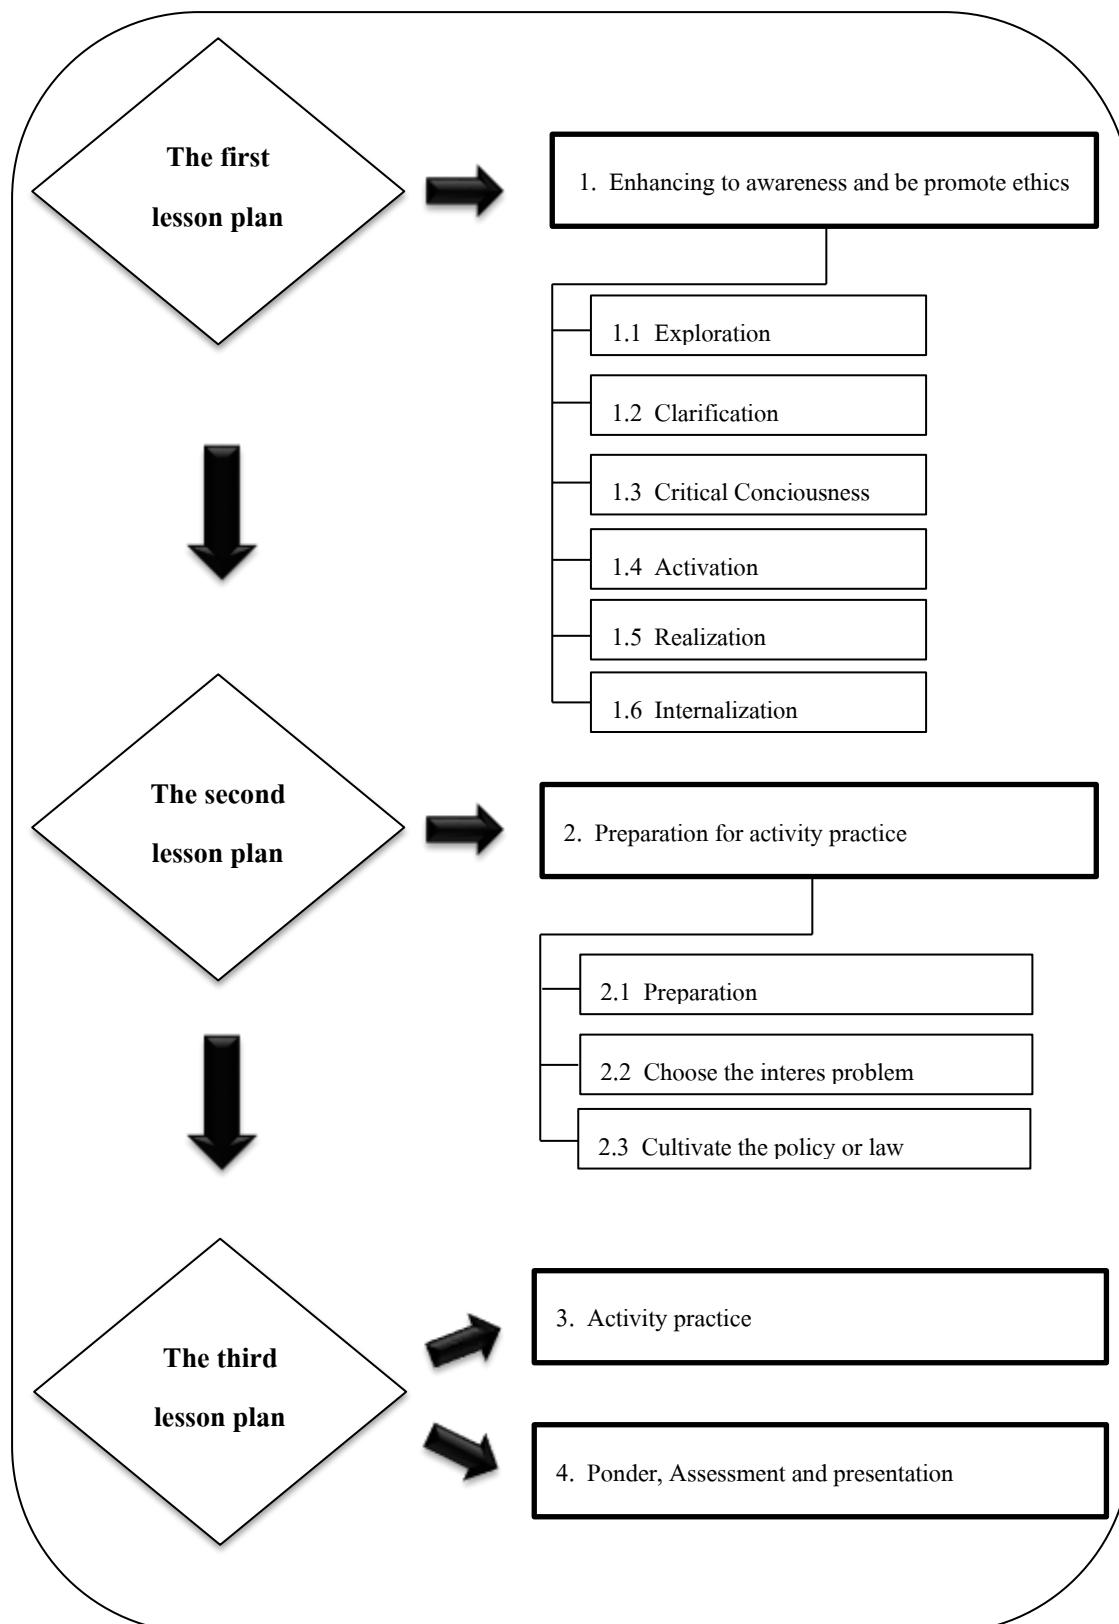 The first
lesson plan
1. Enhancing to awareness and be promote ethics
1.1 Exploration
1.2 Clarification
1.3 Critical Conciousness
1.4 Activation
1.5 Realization
1.6 Internalization
The second
lesson plan
2. Preparation for activity practice
2.1 Preparation
2.2 Choose the interes problem
2.3 Cultivate the policy or law
The third
lesson plan
3. Activity practice
4. Ponder, Assessment and presentation